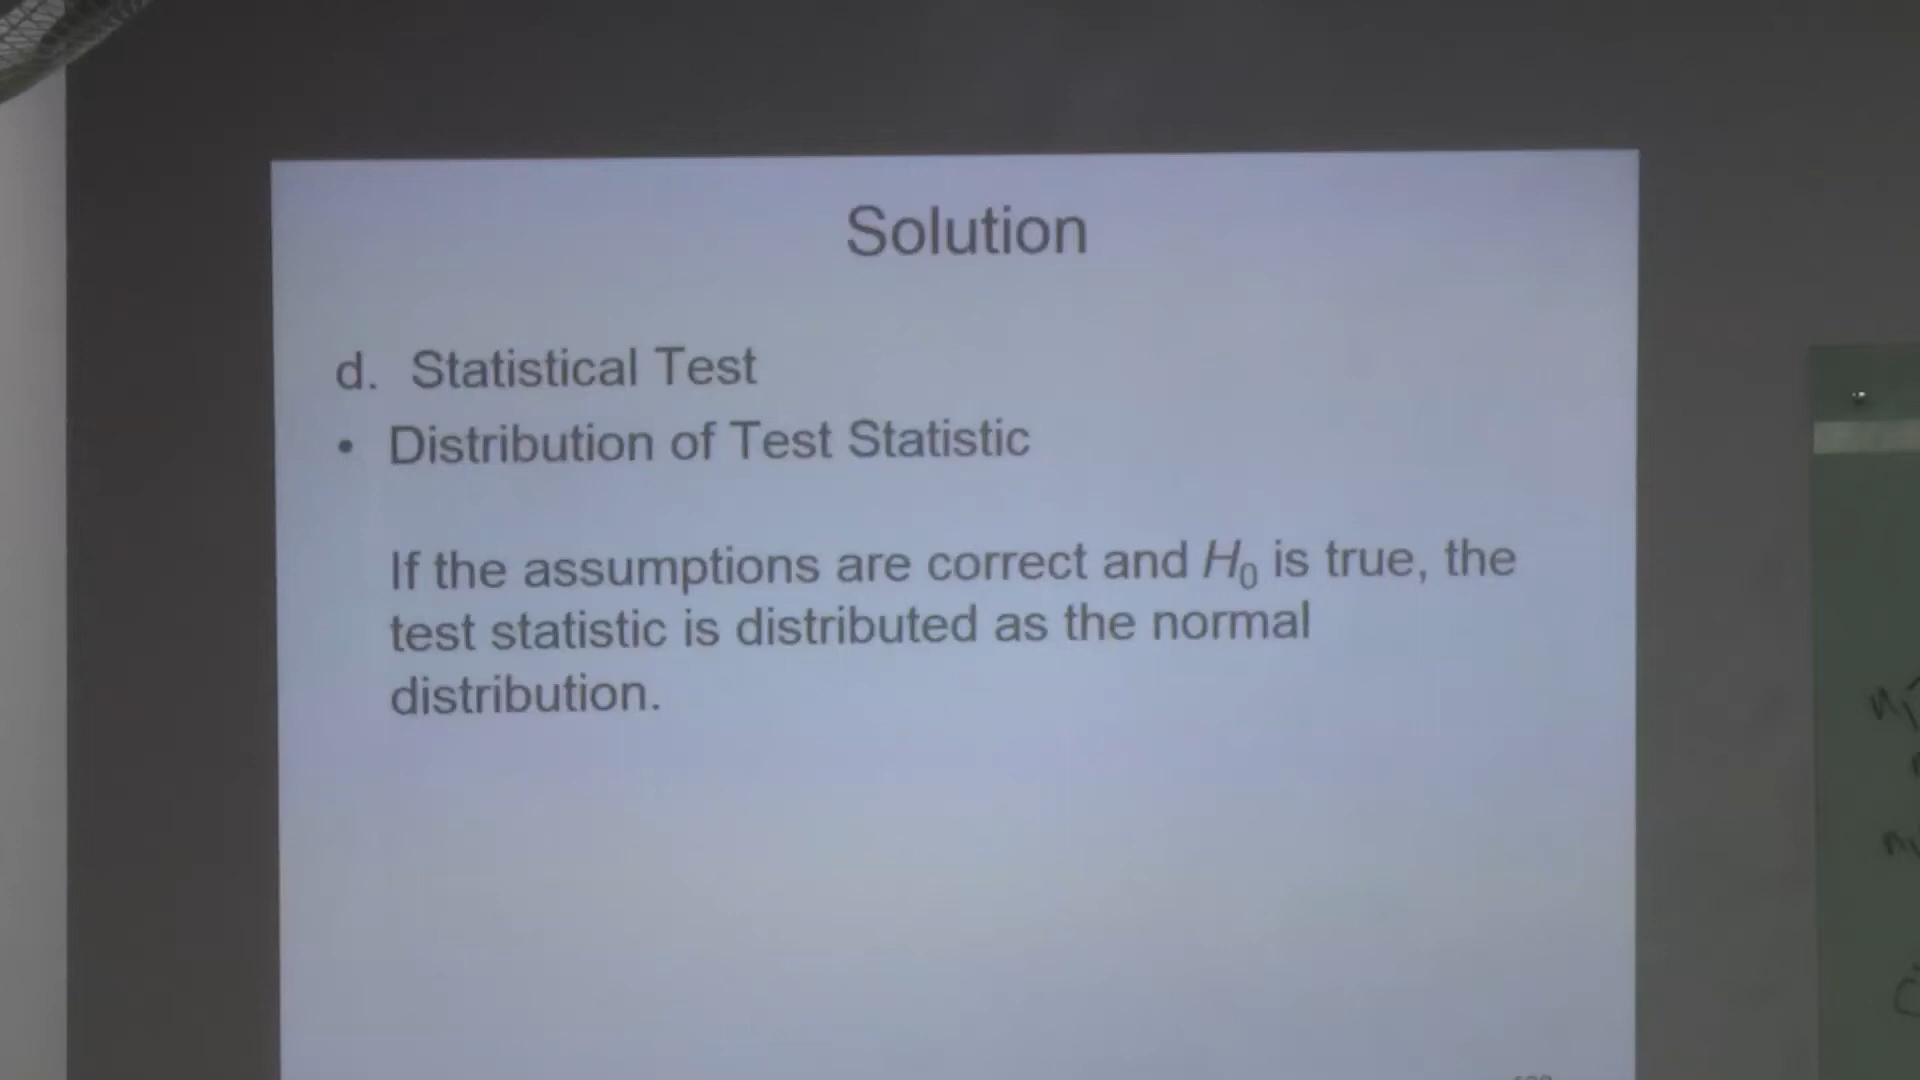 Solution
d. Statistical Test
• Distribution of Test Statistic
If the assumptions are correct and H₀ is true, the
test statistic is distributed as the normal
distribution.